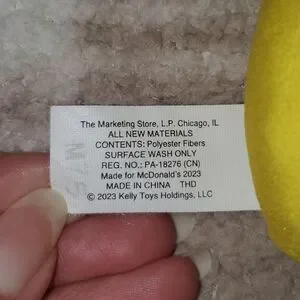 The Marketing Store, L.P. Chicago, IL
ALL NEW MATERIALS
CONTENTS: Polyester Fibers
SURFACE WASH ONLY
REG. NO.: PA-18276 (CN)
Made for McDonald's 2023
MADE IN CHINA THD
© 2023 Kelly Toys Holdings, LLC